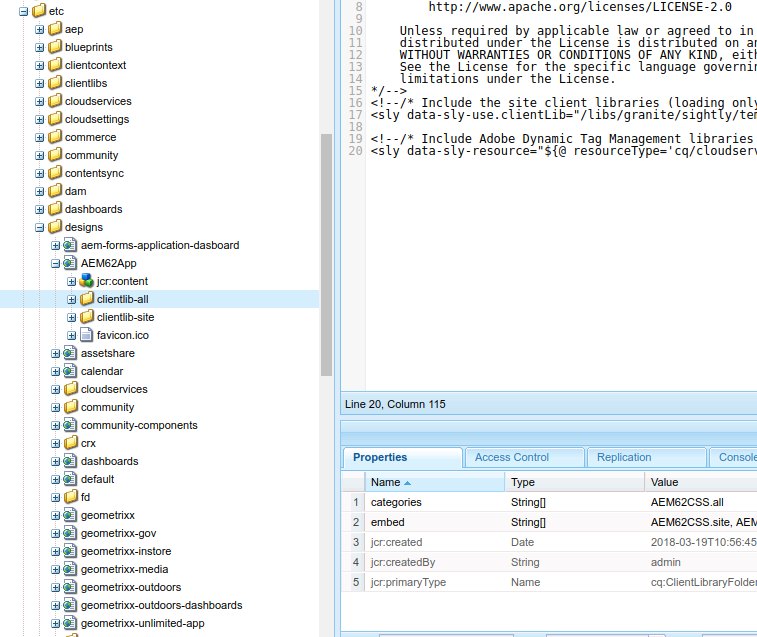 etc
aep
blueprints
clientcontext
clientlibs
cloudservices
cloudsettings
commerce
community
contentsync
dam
dashboards
designs
aem-forms-application-dasboard
AEM62App
jcr:content
clientlib-all
clientlib-site
favicon.ico
assetshare
calendar
cloudservices
community
community-components
crx
dashboards
default
fd
geometrixx
geometrixx-gov
geometrixx-instore
geometrixx-media
geometrixx-outdoors
geometrixx-outdoors-dashboards
geometrixx-unlimited-app
8 http://www.apache.org/licenses/LICENSE-2.0
9
10 Unless required by applicable law or agreed to in
11 distributed under the License is distributed on an
12 WITHOUT WARRANTIES OR CONDITIONS OF ANY KIND, eit
13 See the License for the specific language governi
14 limitations under the License.
15 */-->
16 <!--/* Include the site client libraries (loading only
17 <sly data-sly-use.clientLib="/libs/granite/sightly/te
18
19 <!--/* Include Adobe Dynamic Tag Management libraries
20 <sly data-sly-resource="${@ resourceType='cq/cloudserv
Line 20, Column 115
Properties Access Control Replication Console
Name Type Value
1 categories String[] AEM62CSS.all
2 embed String[] AEM62CSS.site, AEM
3 jcr:created Date 2018-03-19T10:56:45
4 jcr:createdBy String admin
5 jcr:primaryType Name cq:ClientLibraryFolder